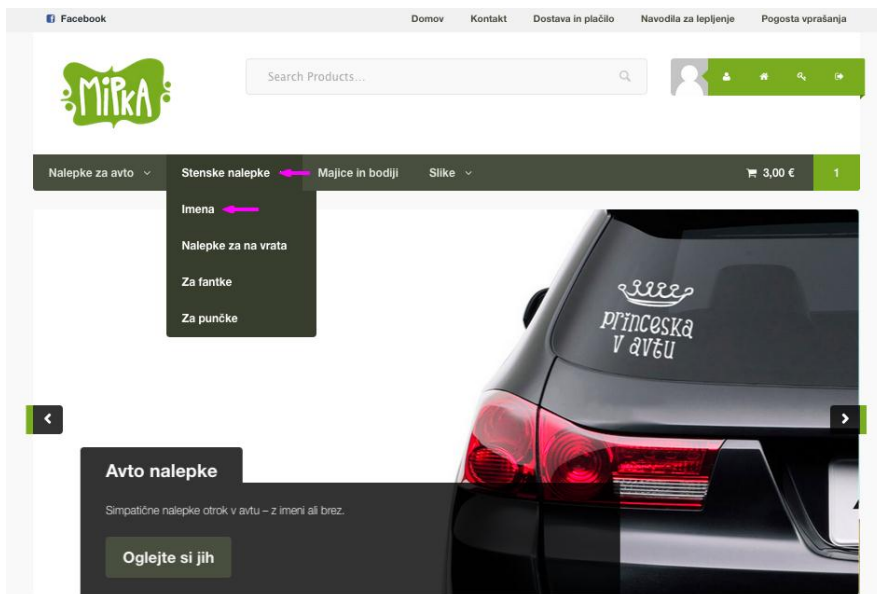 Facebook
Domov Kontakt Dostava in plačilo Navodila za lepljenje Pogosta vprašanja
MiPKA
Search Products...
Nalepke za avto Stenske nalepke Majice in bodiji Slike 3,00 € 1
Imena
Nalepke za na vrata
Za fantke
Za punčke
princeska
v avtu
Avto nalepke
Simpatične nalepke otrok v avtu – z imeni ali brez.
Oglejte si jih